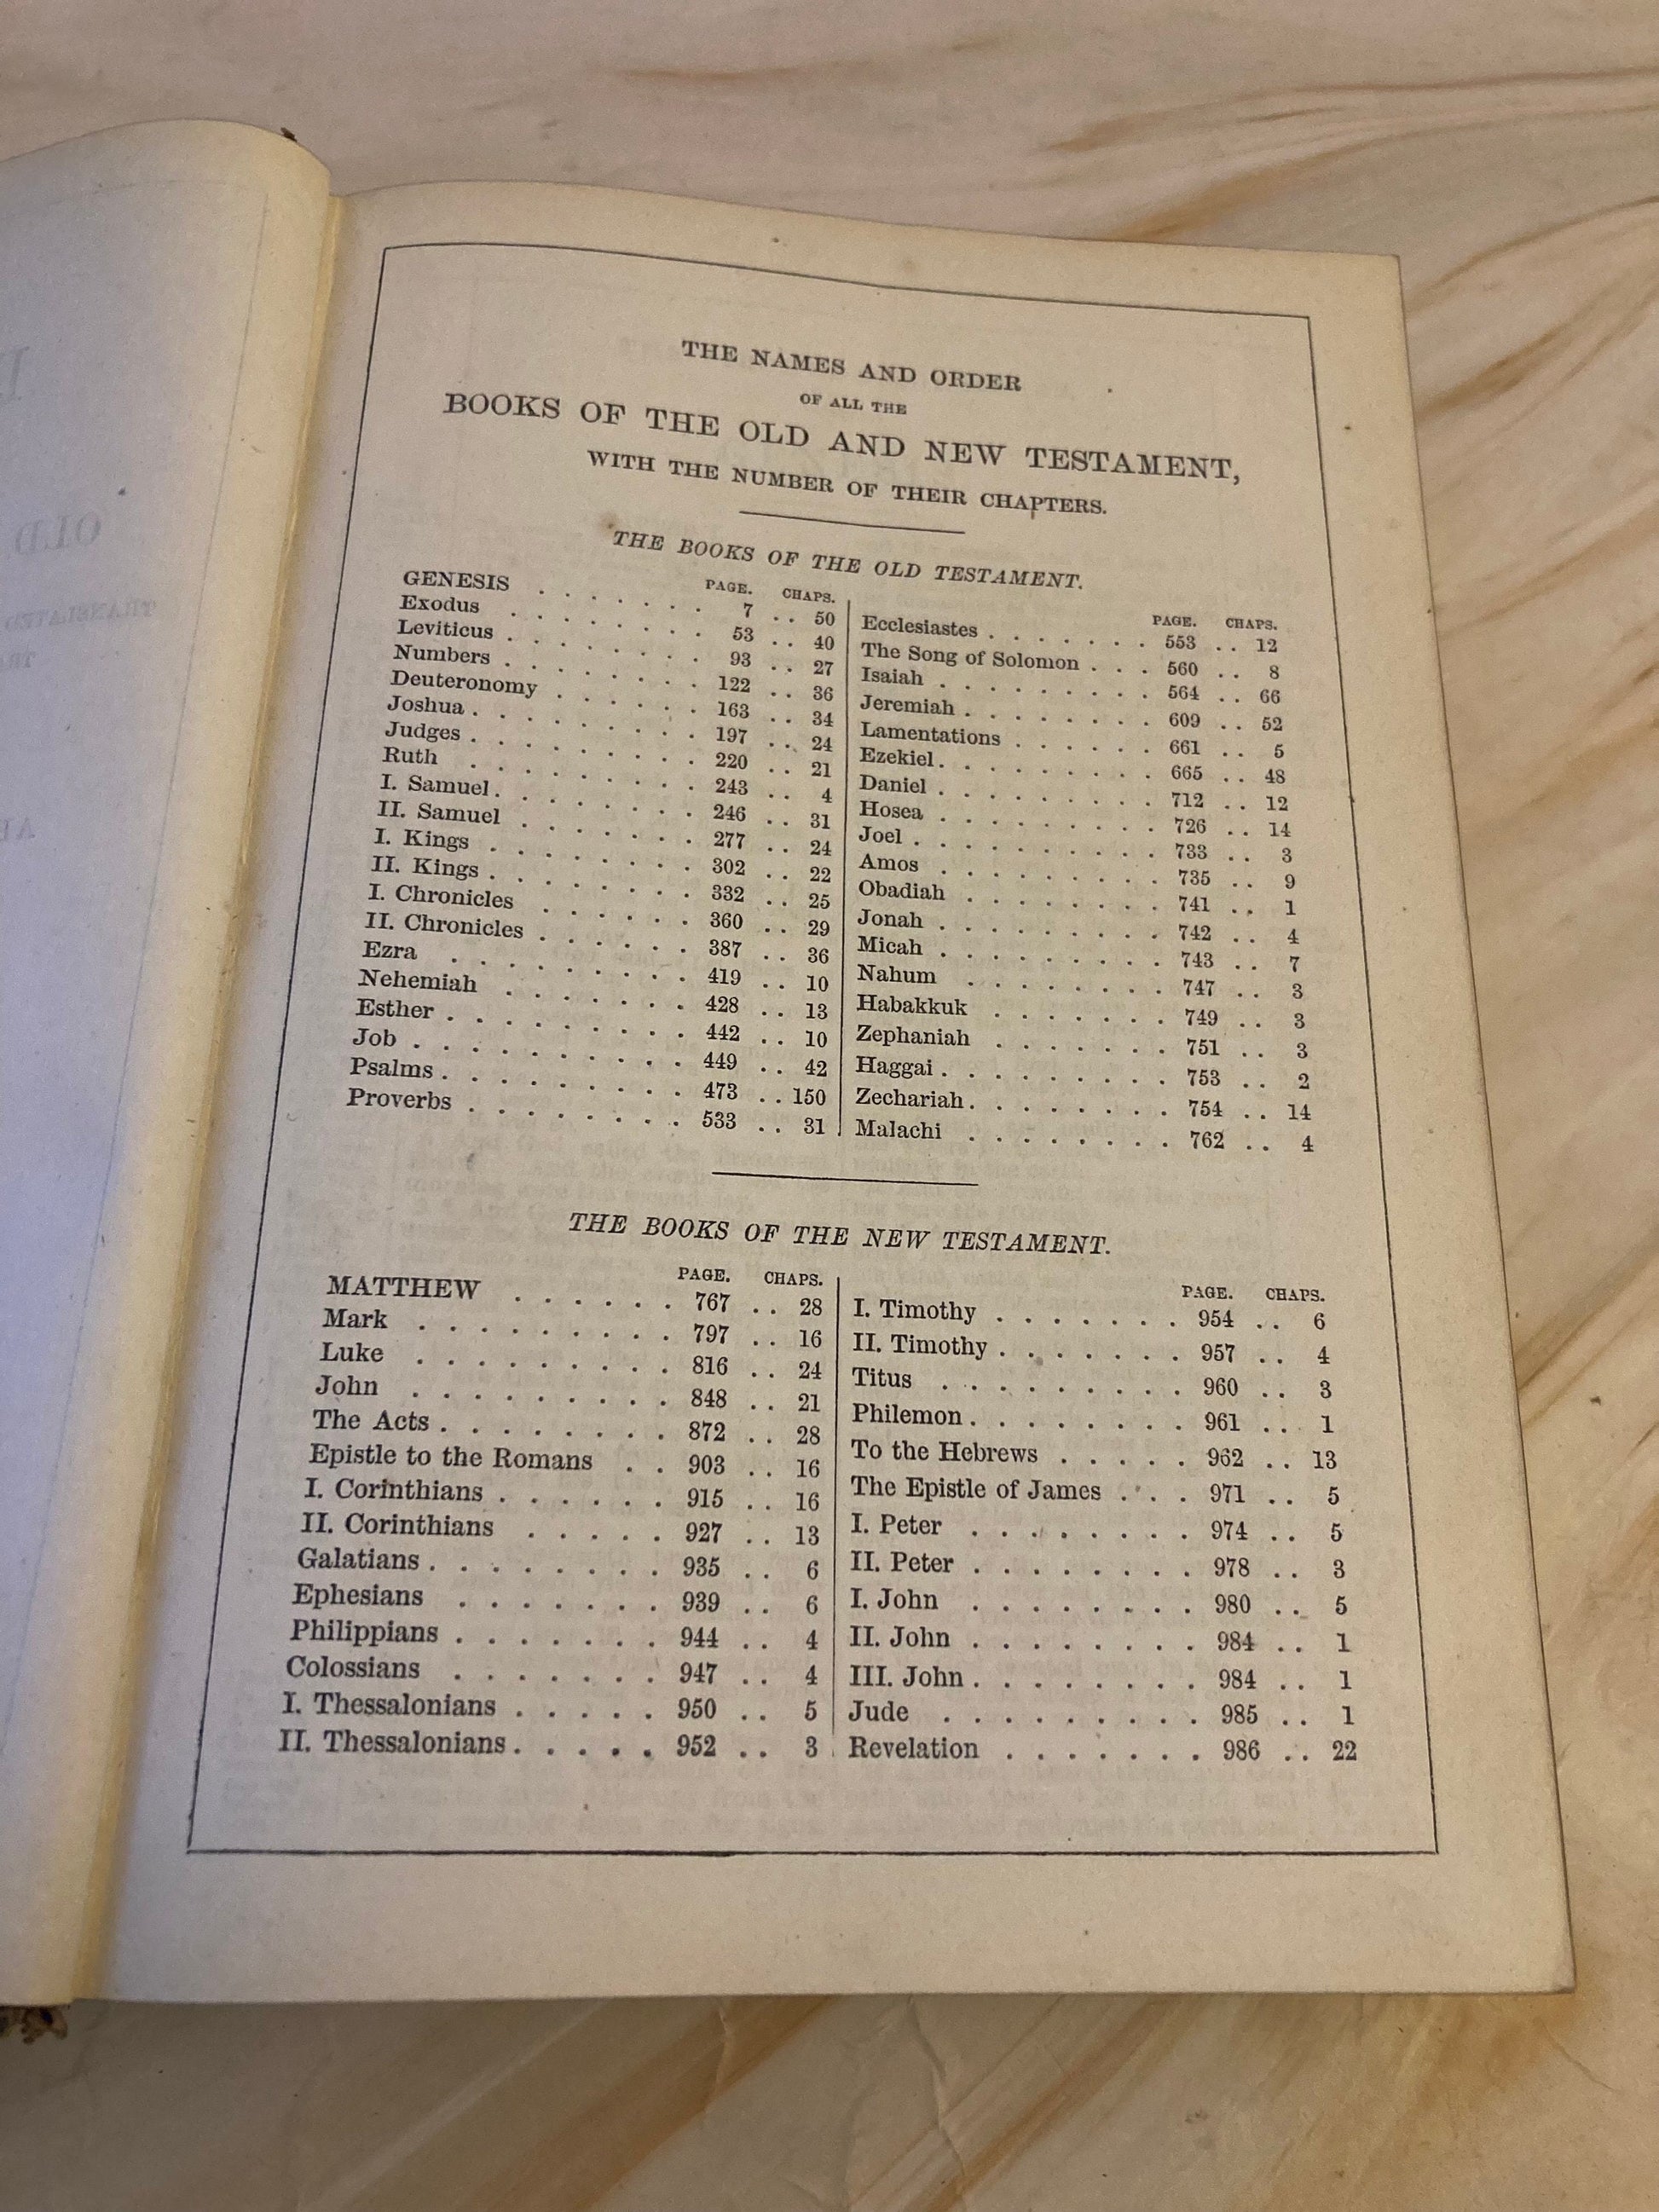 THE NAMES AND ORDER
OF ALL THE
BOOKS OF THE OLD AND NEW TESTAMENT,
WITH THE NUMBER OF THEIR CHAPTERS.
THE BOOKS OF THE OLD TESTAMENT.
PAGE. CHAPS.
GENESIS . . . . . . . 7 . . 50
Exodus . . . . . . . . 53 . . 40
Leviticus . . . . . . . . 93 . . 27
Numbers . . . . . . . . 122 . . 36
Deuteronomy . . . . . . 163 . . 34
Joshua . . . . . . . . . 197 . . 24
Judges . . . . . . . . . 220 . . 21
Ruth . . . . . . . . . 243 . . 4
I. Samuel . . . . . . . . 246 . . 31
II. Samuel . . . . . . . 277 . . 24
I. Kings . . . . . . . . 302 . . 22
II. Kings . . . . . . . . 332 . . 25
I. Chronicles . . . . . . 360 . . 29
II. Chronicles . . . . . . 387 . . 36
Ezra . . . . . . . . . 419 . . 10
Nehemiah . . . . . . . 428 . . 13
Esther . . . . . . . . . 442 . . 10
Job . . . . . . . . . . 449 . . 42
Psalms . . . . . . . . . 473 . . 150
Proverbs . . . . . . . . 533 . . 31
PAGE. CHAPS.
Ecclesiastes . . . . . . . 553 . . 12
The Song of Solomon . . . 560 . . 8
Isaiah . . . . . . . . . 564 . . 66
Jeremiah . . . . . . . . 609 . . 52
Lamentations . . . . . . 661 . . 5
Ezekiel . . . . . . . . . 665 . . 48
Daniel . . . . . . . . . 712 . . 12
Hosea . . . . . . . . . 726 . . 14
Joel . . . . . . . . . . 733 . . 3
Amos . . . . . . . . . 735 . . 9
Obadiah . . . . . . . . 741 . . 1
Jonah . . . . . . . . . 742 . . 4
Micah . . . . . . . . . 743 . . 7
Nahum . . . . . . . . 747 . . 3
Habakkuk . . . . . . . 749 . . 3
Zephaniah . . . . . . . 751 . . 3
Haggai . . . . . . . . . 753 . . 2
Zechariah . . . . . . . . 754 . . 14
Malachi . . . . . . . . 762 . . 4
THE BOOKS OF THE NEW TESTAMENT.
PAGE. CHAPS.
MATTHEW . . . . . . 767 . . 28
Mark . . . . . . . . . 797 . . 16
Luke . . . . . . . . . 816 . . 24
John . . . . . . . . . 848 . . 21
The Acts . . . . . . . . 872 . . 28
Epistle to the Romans . . 903 . . 16
I. Corinthians . . . . . . 915 . . 16
II. Corinthians . . . . . 927 . . 13
Galatians . . . . . . . . 935 . . 6
Ephesians . . . . . . . 939 . . 6
Philippians . . . . . . . 944 . . 4
Colossians . . . . . . . 947 . . 4
I. Thessalonians . . . . . 950 . . 5
II. Thessalonians . . . . . 952 . . 3
PAGE. CHAPS.
I. Timothy . . . . . . . 954 . . 6
II. Timothy . . . . . . . 957 . . 4
Titus . . . . . . . . . 960 . . 3
Philemon . . . . . . . . 961 . . 1
To the Hebrews . . . . . 962 . . 13
The Epistle of James . . . 971 . . 5
I. Peter . . . . . . . . 974 . . 5
II. Peter . . . . . . . . 978 . . 3
I. John . . . . . . . . 980 . . 5
II. John . . . . . . . . 984 . . 1
III. John . . . . . . . . 984 . . 1
Jude . . . . . . . . . 985 . . 1
Revelation . . . . . . . 986 . . 22